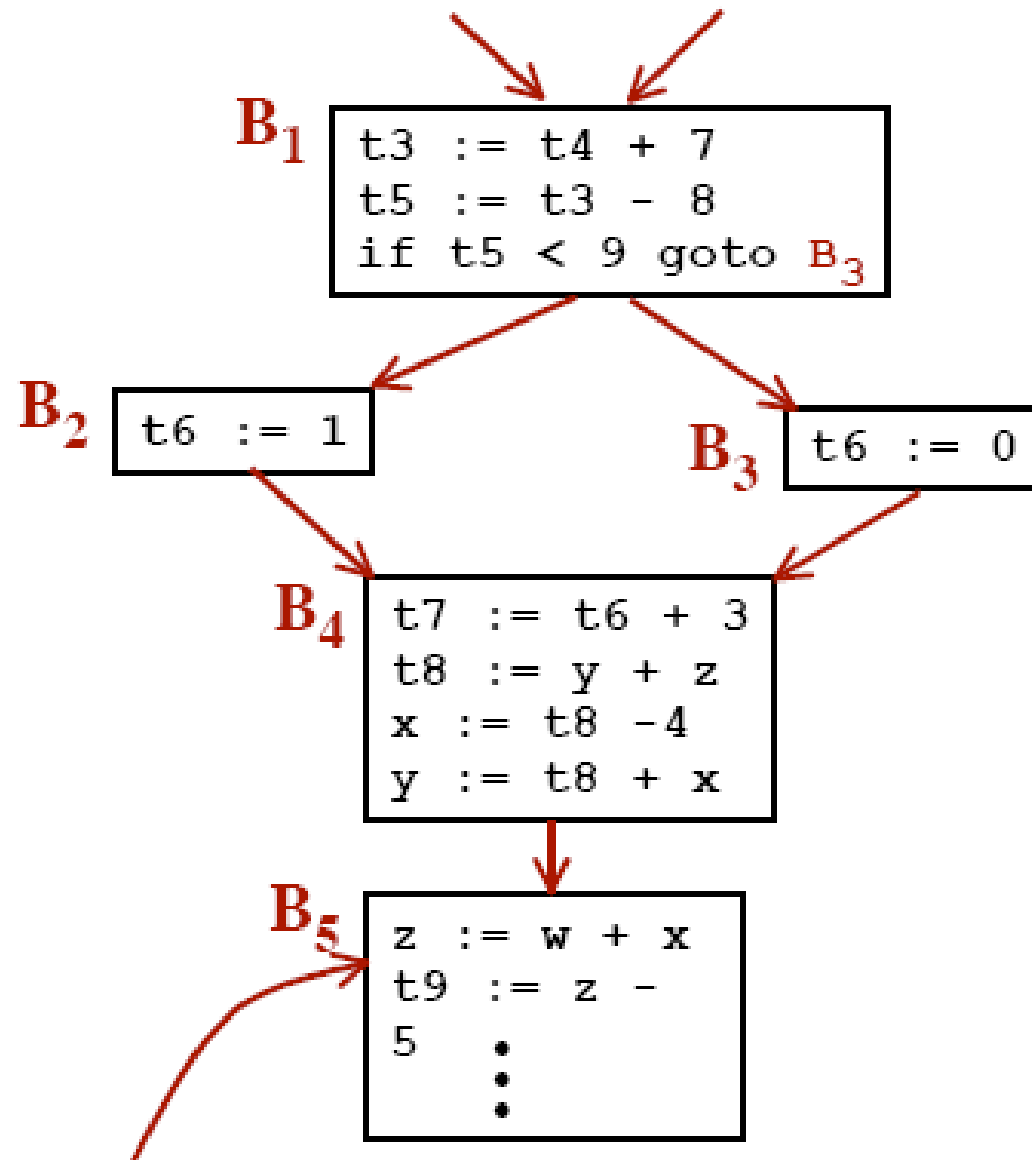 B1
t3 := t4 + 7
t5 := t3 - 8
if t5 < 9 goto B3
B2
t6 := 1
B3
t6 := 0
B4
t7 := t6 + 3
t8 := y + z
x := t8 -4
y := t8 + x
B5
z := w + x
t9 := z -
5